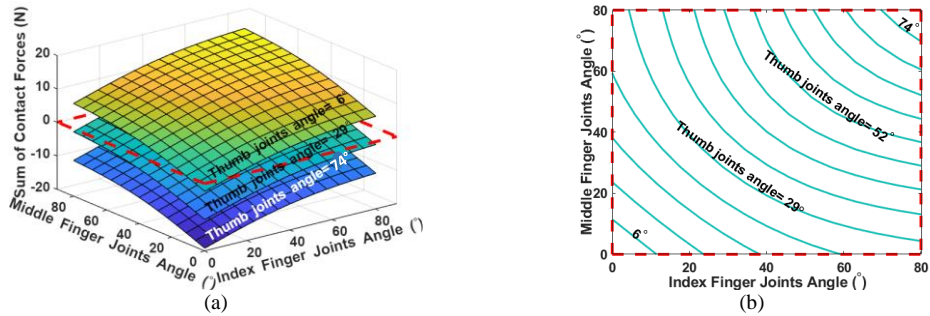 Sum of Contact Forces (N)
20
10
0
-10
-20
Thumb joints angle= 6°
Thumb joints angle= 29°
Thumb joints angle= 74°
80
60
40
20
0
Middle Finger Joints Angle (°)
0
20
40
60
80
Index Finger Joints Angle (°)
(a)
Middle Finger Joints Angle (°)
80
60
40
20
0
74°
Thumb joints angle= 52°
Thumb joints angle= 29°
6°
0
20
40
60
80
Index Finger Joints Angle (°)
(b)